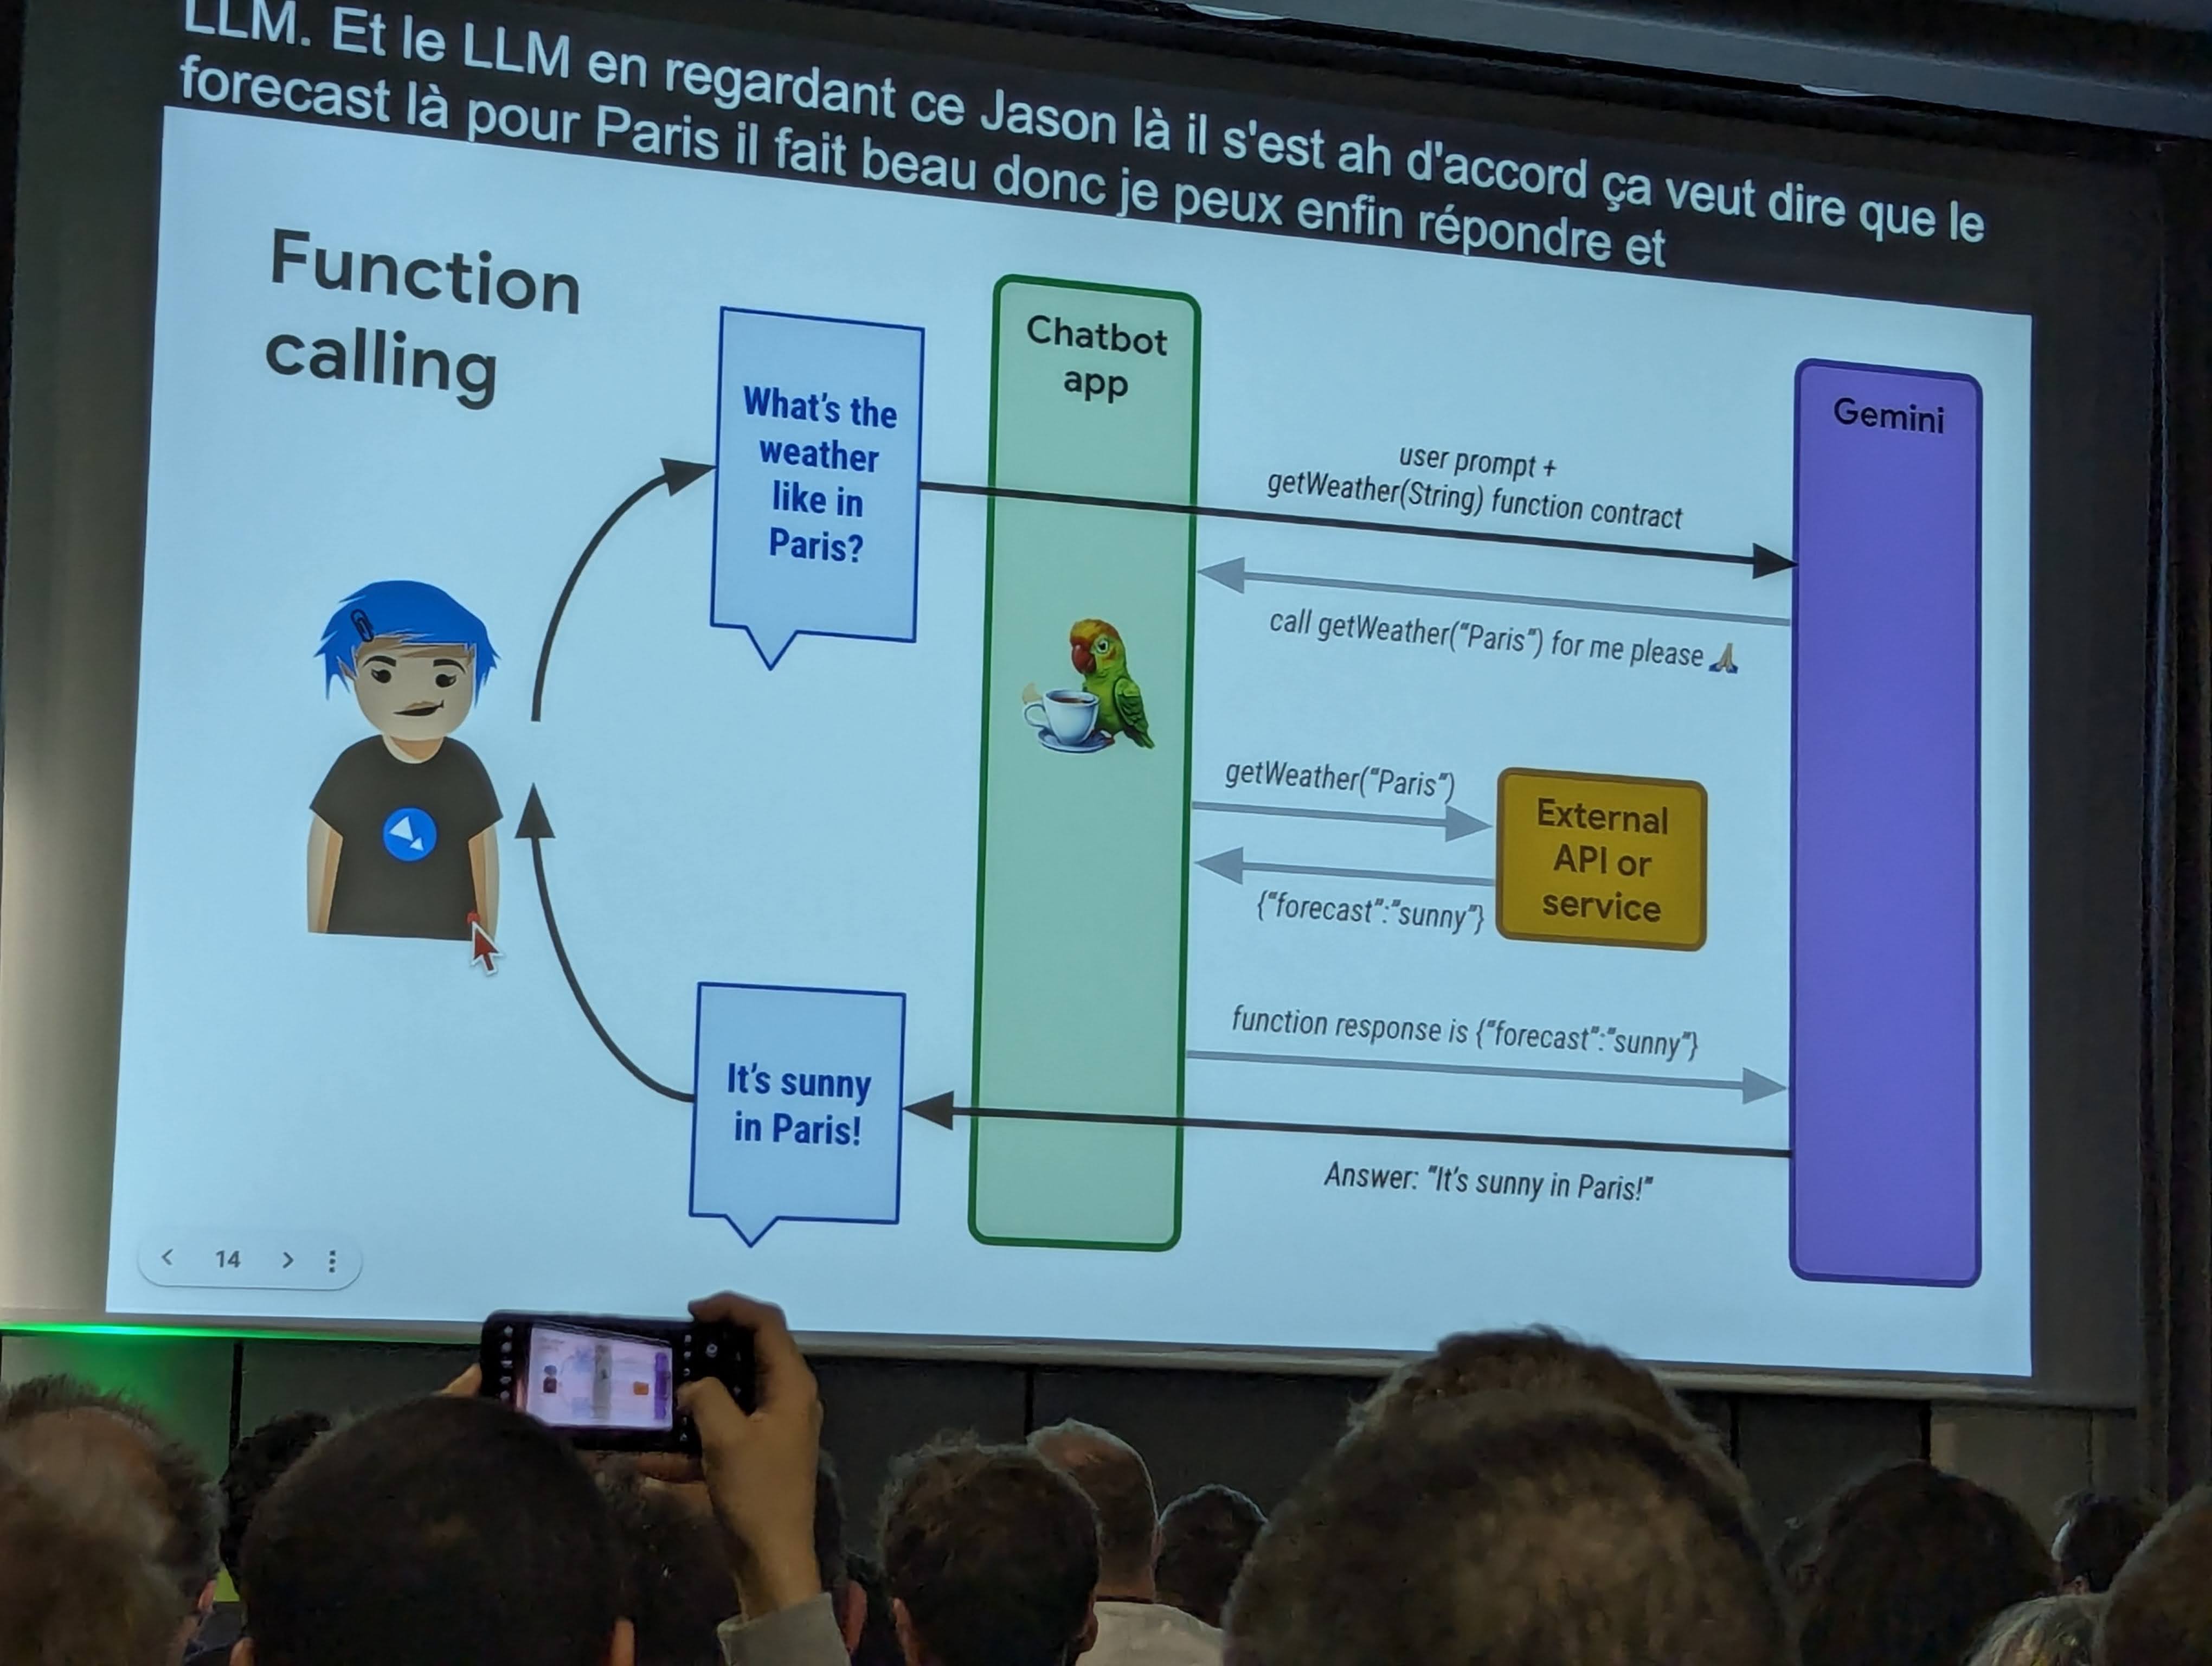 LLM. Et le LLM en regardant ce Jason là il s'est ah d'accord ça veut dire que le
forecast là pour Paris il fait beau donc je peux enfin répondre et
Function
calling
What's the
weather
like in
Paris?
Chatbot
app
Gemini
user prompt +
getWeather(String) function contract
call getWeather("Paris") for me please 🙏
getWeather("Paris")
External
API or
service
{"forecast":"sunny"}
function response is {"forecast":"sunny"}
It's sunny
in Paris!
Answer: "It's sunny in Paris!"
14